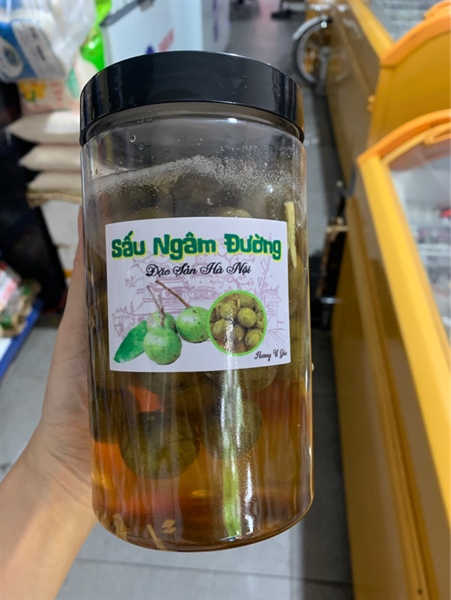 Sấu Ngâm Đường
Đặc Sản Hà Nội